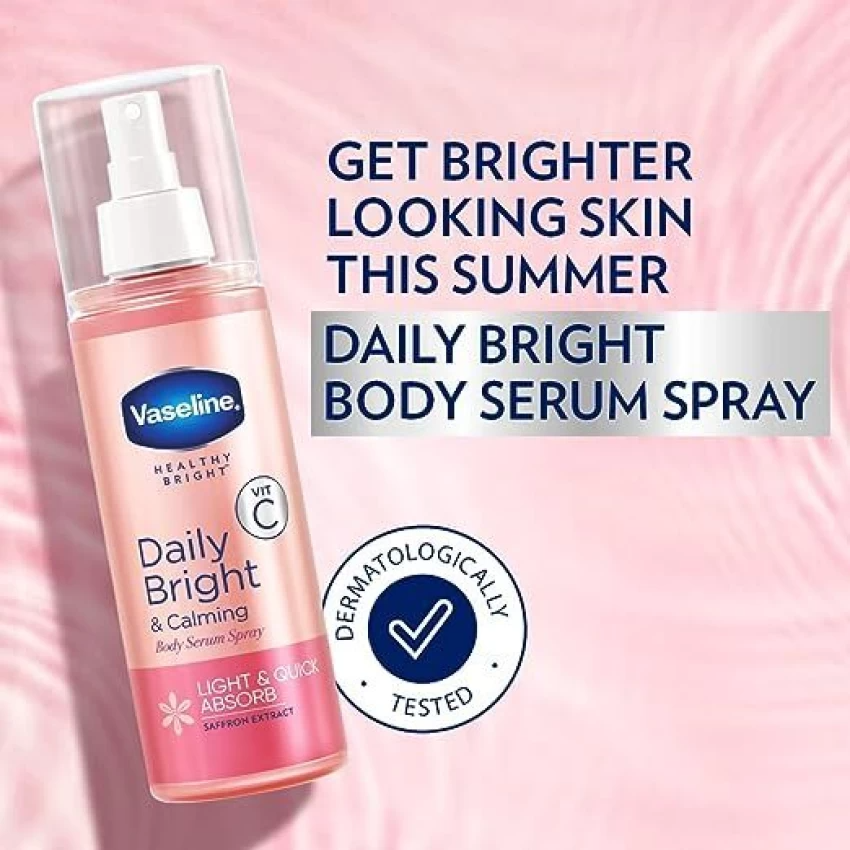 GET BRIGHTER
LOOKING SKIN
THIS SUMMER
DAILY BRIGHT
BODY SERUM SPRAY
Vaseline.
HEALTHY
BRIGHT™
VIT
C
Daily
Bright
& Calming
Body Serum Spray
LIGHT & QUICK
ABSORB
SAFFRON EXTRACT
DERMATOLOGICALLY
TESTED